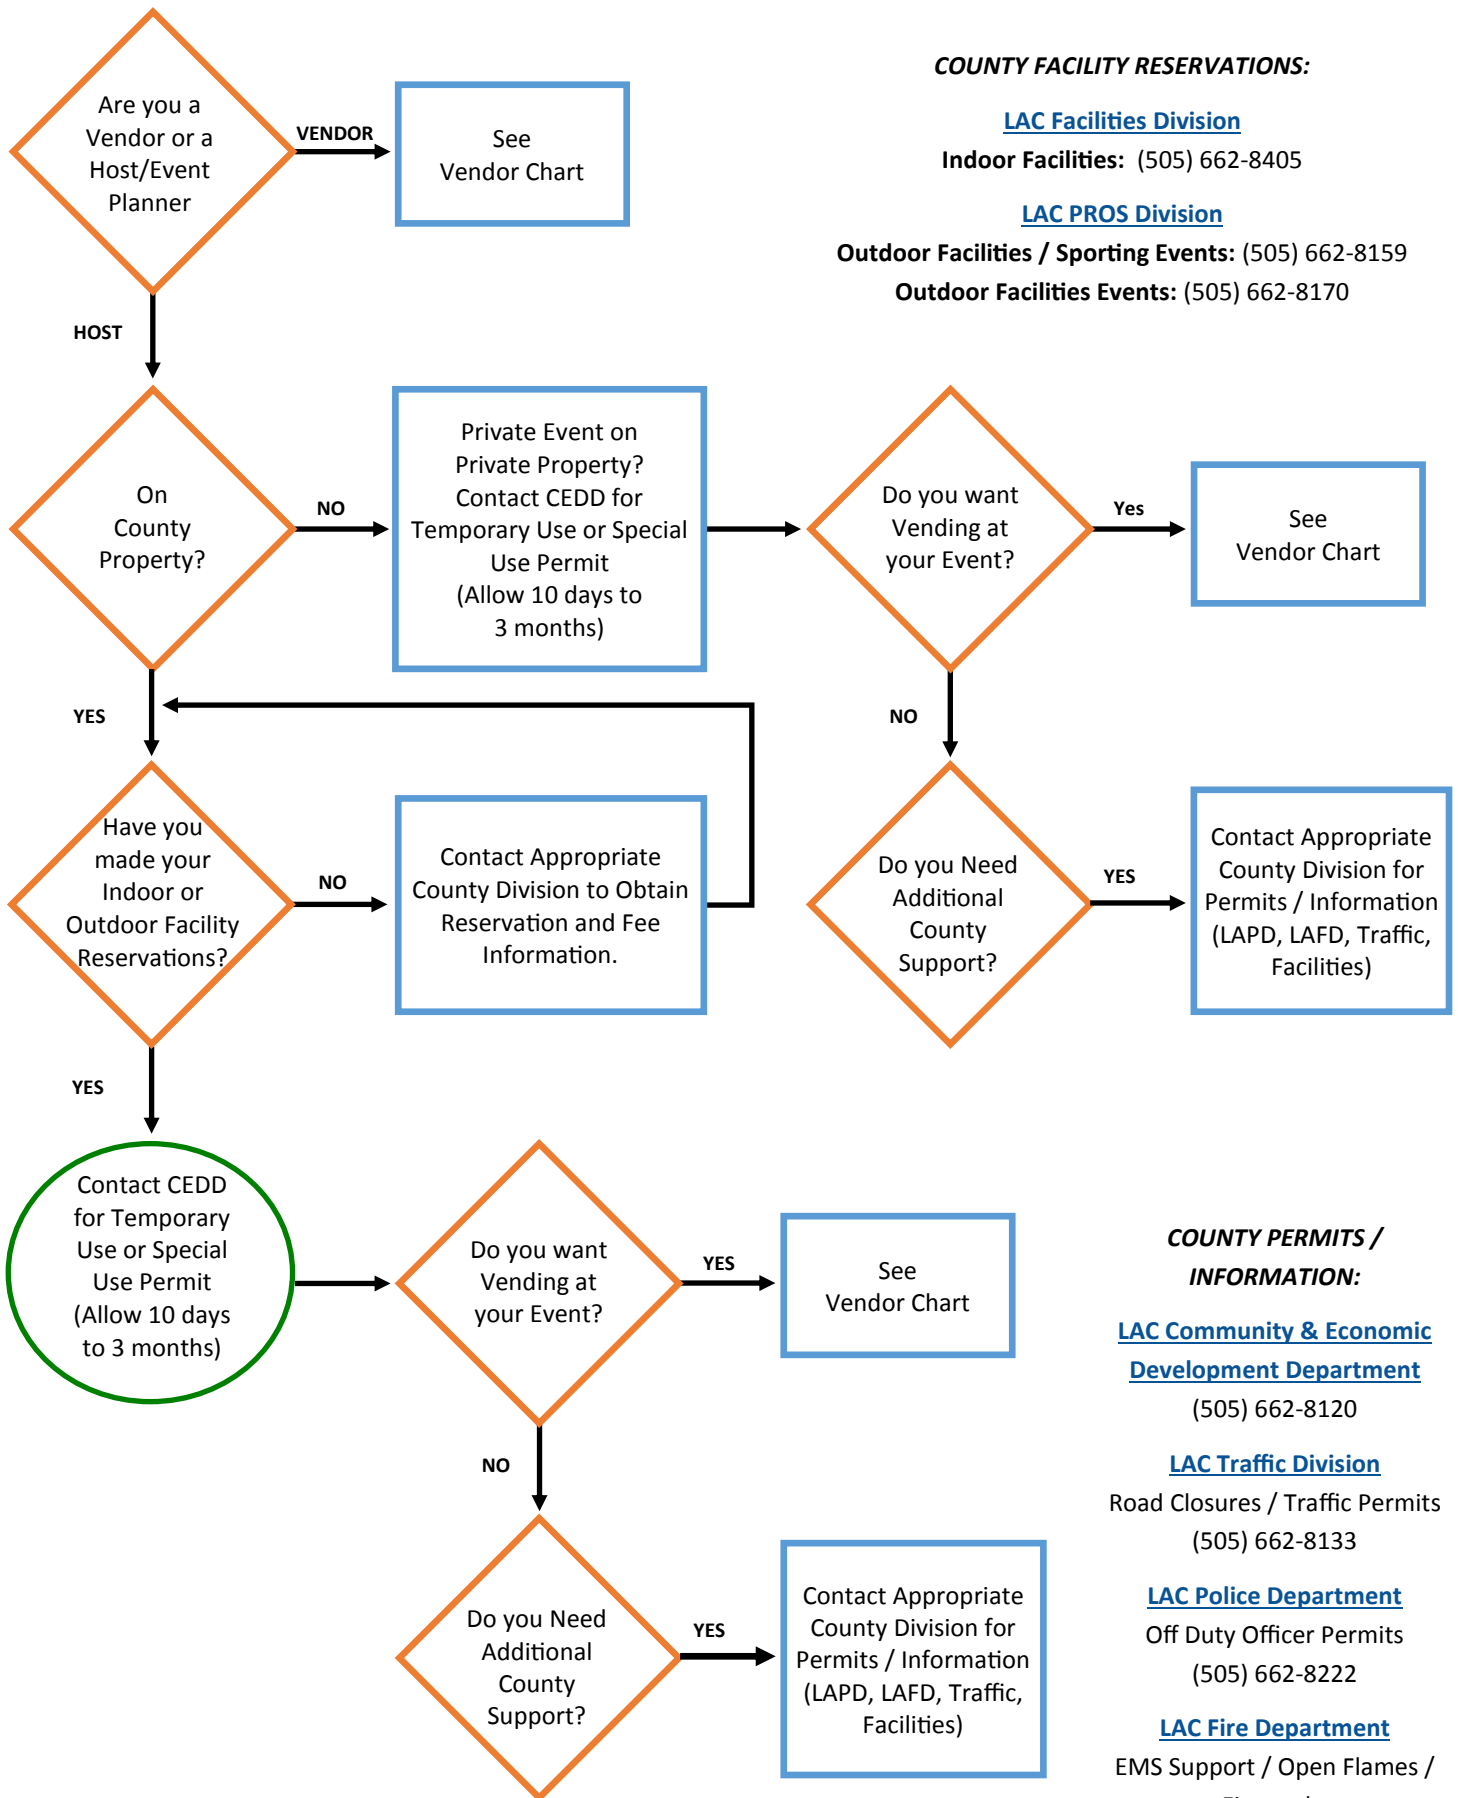 Are you a
Vendor or a
Host/Event
Planner
VENDOR
See
Vendor Chart
COUNTY FACILITY RESERVATIONS:
LAC Facilities Division
Indoor Facilities: (505) 662-8405
LAC PROS Division
Outdoor Facilities / Sporting Events: (505) 662-8159
Outdoor Facilities Events: (505) 662-8170
HOST
On
County
Property?
NO
Private Event on
Private Property?
Contact CEDD for
Temporary Use or Special
Use Permit
(Allow 10 days to
3 months)
Do you want
Vending at
your Event?
Yes
See
Vendor Chart
YES
NO
Have you
made your
Indoor or
Outdoor Facility
Reservations?
NO
Contact Appropriate
County Division to Obtain
Reservation and Fee
Information.
Do you Need
Additional
County
Support?
YES
Contact Appropriate
County Division for
Permits / Information
(LAPD, LAFD, Traffic,
Facilities)
YES
Contact CEDD
for Temporary
Use or Special
Use Permit
(Allow 10 days
to 3 months)
Do you want
Vending at
your Event?
YES
See
Vendor Chart
NO
Do you Need
Additional
County
Support?
YES
Contact Appropriate
County Division for
Permits / Information
(LAPD, LAFD, Traffic,
Facilities)
COUNTY PERMITS /
INFORMATION:
LAC Community & Economic
Development Department
(505) 662-8120
LAC Traffic Division
Road Closures / Traffic Permits
(505) 662-8133
LAC Police Department
Off Duty Officer Permits
(505) 662-8222
LAC Fire Department
EMS Support / Open Flames /